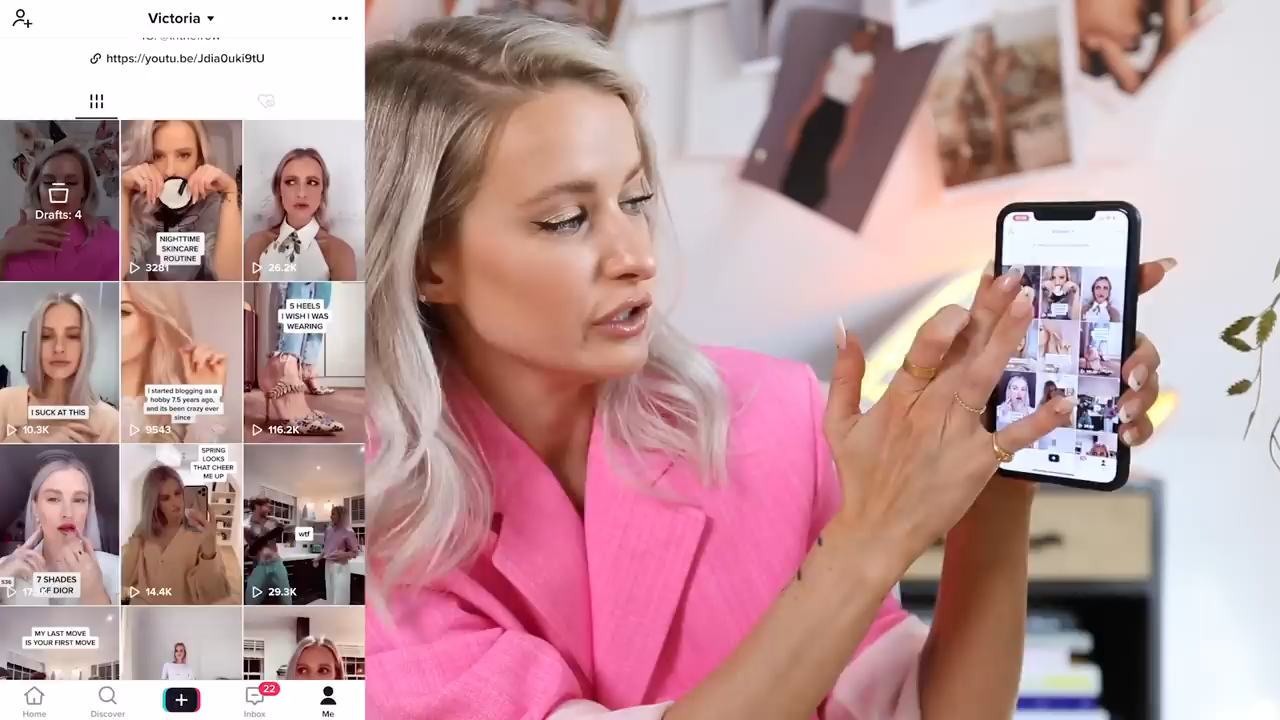 Victoria
https://youtu.be/Jdia0uki9tU
Drafts: 4
NIGHTTIME
SKINCARE
ROUTINE
3281
26.2K
I SUCK AT THIS
10.3K
I started blogging as a
hobby 7.5 years ago,
and its been crazy ever
since
9543
5 HEELS
I WISH I WAS
WEARING
116.2K
7 SHADES
OF DIOR
536
SPRING
LOOKS
THAT CHEER
ME UP
14.4K
wtf
29.3K
MY LAST MOVE
IS YOUR FIRST MOVE
Home
Discover
22
Inbox
Me